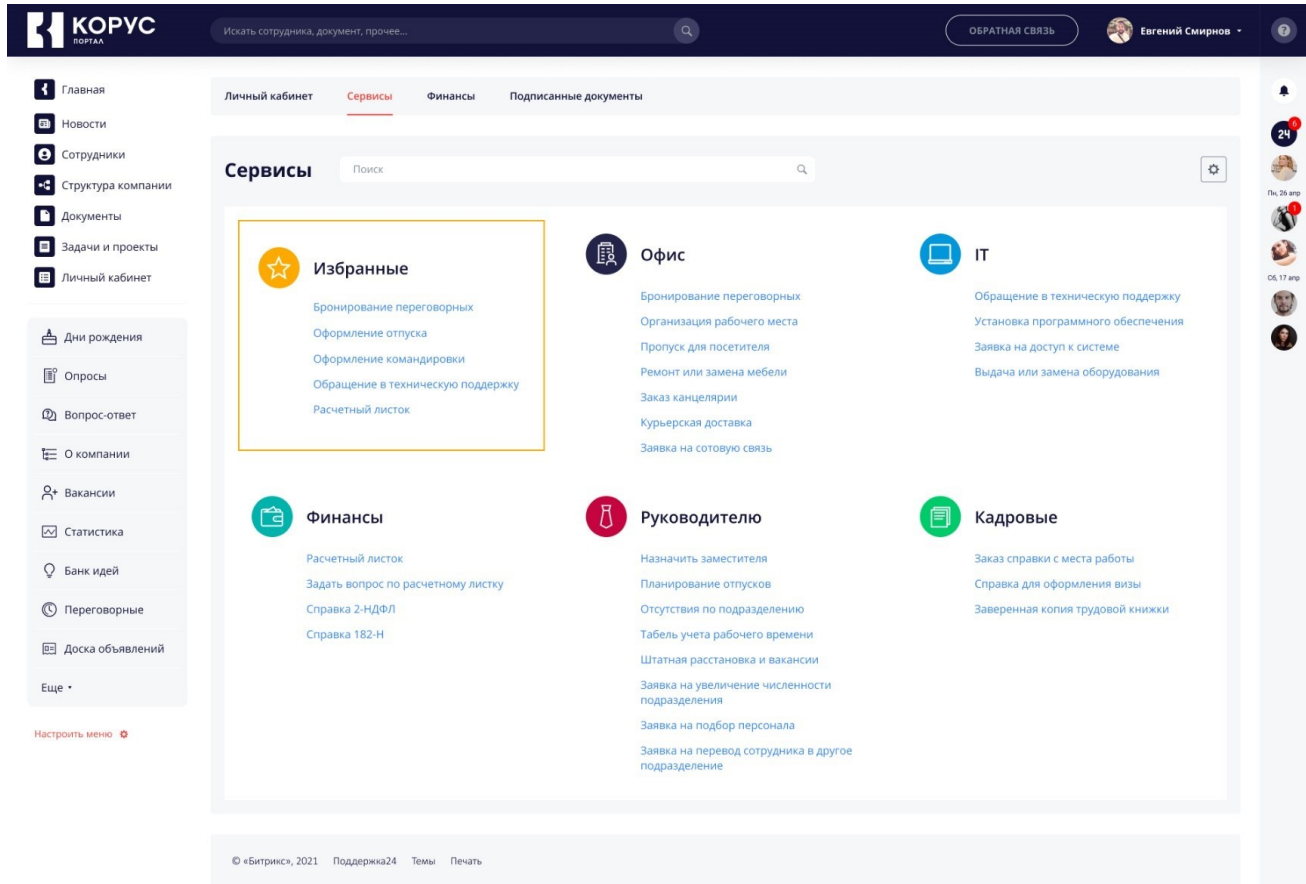 КОРУС
ПОРТАЛ
Искать сотрудника, документ, прочее...
ОБРАТНАЯ СВЯЗЬ
Евгений Смирнов
?
Главная
Новости
Сотрудники
Структура компании
Документы
Задачи и проекты
Личный кабинет
Дни рождения
Опросы
Вопрос-ответ
О компании
Вакансии
Статистика
Банк идей
Переговорные
Доска объявлений
Еще
Настроить меню
Личный кабинет Сервисы Финансы Подписанные документы
Сервисы
Поиск
Избранные
Бронирование переговорных
Оформление отпуска
Оформление командировки
Обращение в техническую поддержку
Расчетный листок
Офис
Бронирование переговорных
Организация рабочего места
Пропуск для посетителя
Ремонт или замена мебели
Заказ канцелярии
Курьерская доставка
Заявка на сотовую связь
IT
Обращение в техническую поддержку
Установка программного обеспечения
Заявка на доступ к системе
Выдача или замена оборудования
Финансы
Расчетный листок
Задать вопрос по расчетному листку
Справка 2-НДФЛ
Справка 182-Н
Руководителю
Назначить заместителя
Планирование отпусков
Отсутствия по подразделению
Табель учета рабочего времени
Штатная расстановка и вакансии
Заявка на увеличение численности
подразделения
Заявка на подбор персонала
Заявка на перевод сотрудника в другое
подразделение
Кадровые
Заказ справки с места работы
Справка для оформления визы
Заверенная копия трудовой книжки
24
6
Пн, 26 апр
1
Сб, 17 апр
© «Битрикс», 2021 Поддержка24 Темы Печать